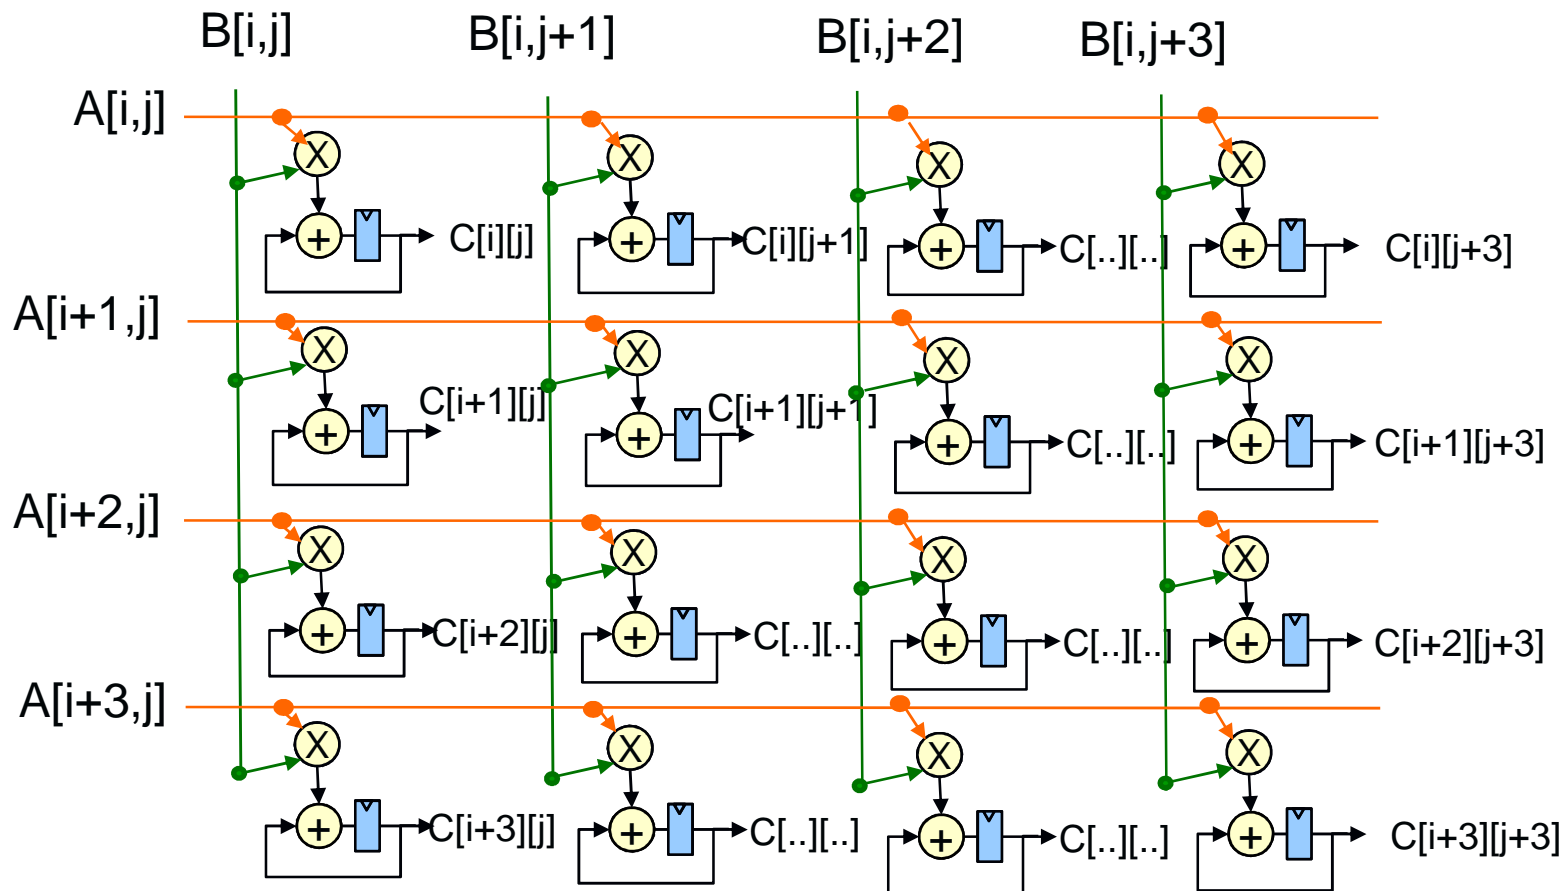 B[i,j] B[i,j+1] B[i,j+2] B[i,j+3]
A[i,j]
X X X X
+ C[i][j] + C[i][j+1] + C[..][..] + C[i][j+3]
A[i+1,j]
X X X X
C[i+1][j] C[i+1][j+1]
+ + + C[..][..] + C[i+1][j+3]
A[i+2,j]
X X X X
+ C[i+2][j] + C[..][..] + C[..][..] + C[i+2][j+3]
A[i+3,j]
X X X X
+ C[i+3][j] + C[..][..] + C[..][..] + C[i+3][j+3]